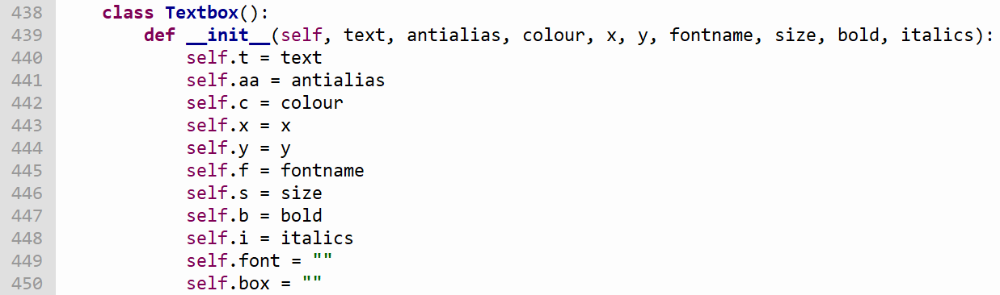 438     class Textbox():
439         def __init__(self, text, antialias, colour, x, y, fontname, size, bold, italics):
440             self.t = text
441             self.aa = antialias
442             self.c = colour
443             self.x = x
444             self.y = y
445             self.f = fontname
446             self.s = size
447             self.b = bold
448             self.i = italics
449             self.font = ""
450             self.box = ""